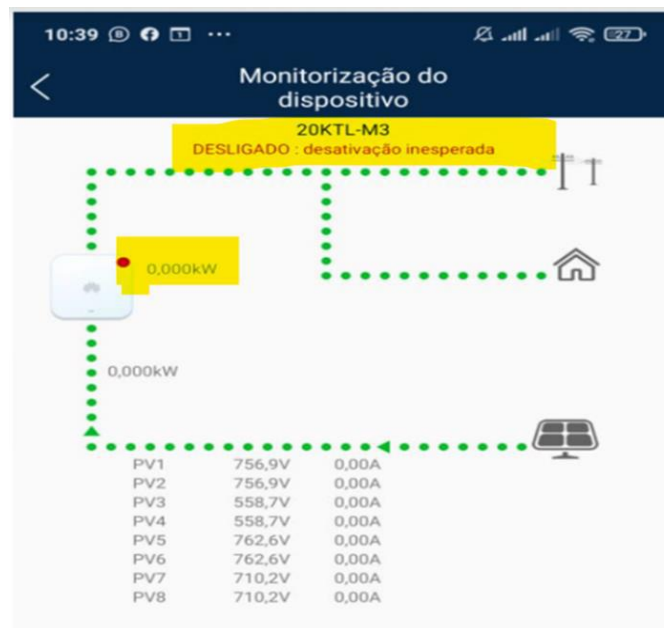 10:39 B 1 ...
27
Monitorização do
dispositivo
20KTL-M3
DESLIGADO : desativação inesperada
0,000kW
0,000kW
PV1 756,9V 0,00A
PV2 756,9V 0,00A
PV3 558,7V 0,00A
PV4 558,7V 0,00A
PV5 762,6V 0,00A
PV6 762,6V 0,00A
PV7 710,2V 0,00A
PV8 710,2V 0,00A